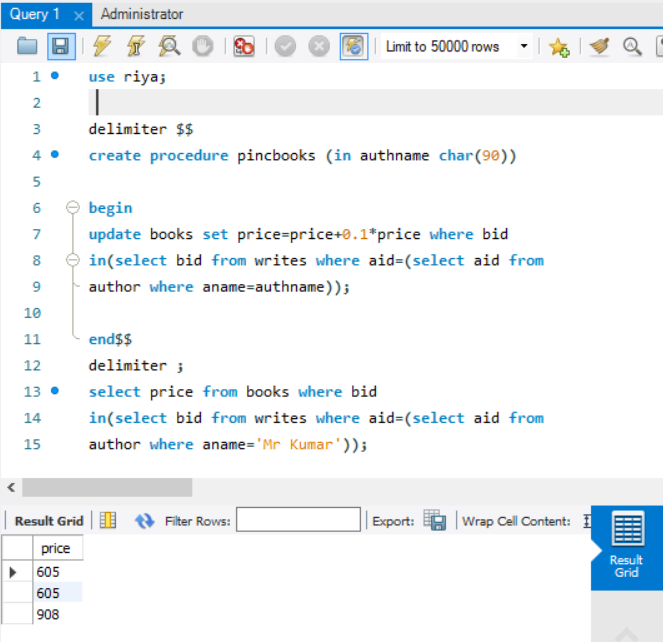 Query 1 × Administrator
Limit to 50000 rows
1 use riya;
2
3 delimiter $$
4 create procedure pincbooks (in authname char(90))
5
6 begin
7 update books set price=price+0.1*price where bid
8 in(select bid from writes where aid=(select aid from
9 author where aname=authname));
10
11 end$$
12 delimiter ;
13 select price from books where bid
14 in(select bid from writes where aid=(select aid from
15 author where aname='Mr Kumar'));
Result Grid Filter Rows: Export: Wrap Cell Content:
price
605
605
908
Result
Grid